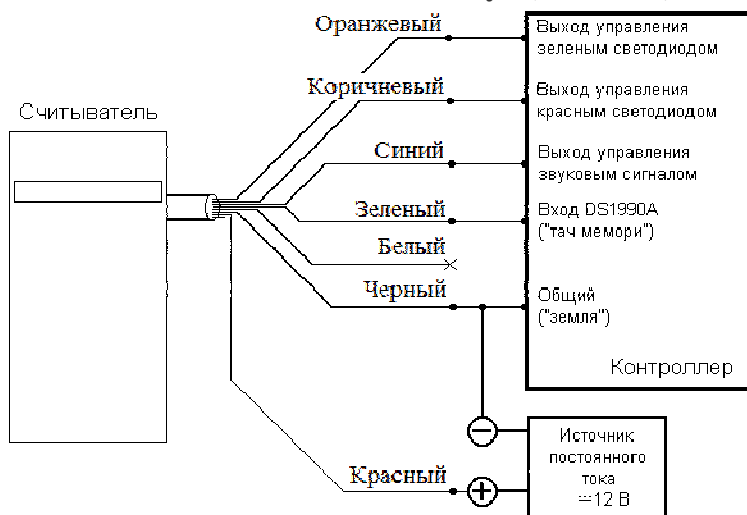 Оранжевый
Выход управления
зеленым светодиодом
Коричневый
Выход управления
красным светодиодом
Считыватель
Синий
Выход управления
звуковым сигналом
Зеленый
Вход DS1990A
("тач мемори")
Белый
Черный
Общий
("земля")
Контроллер
Источник
постоянного
тока
=12 В
Красный